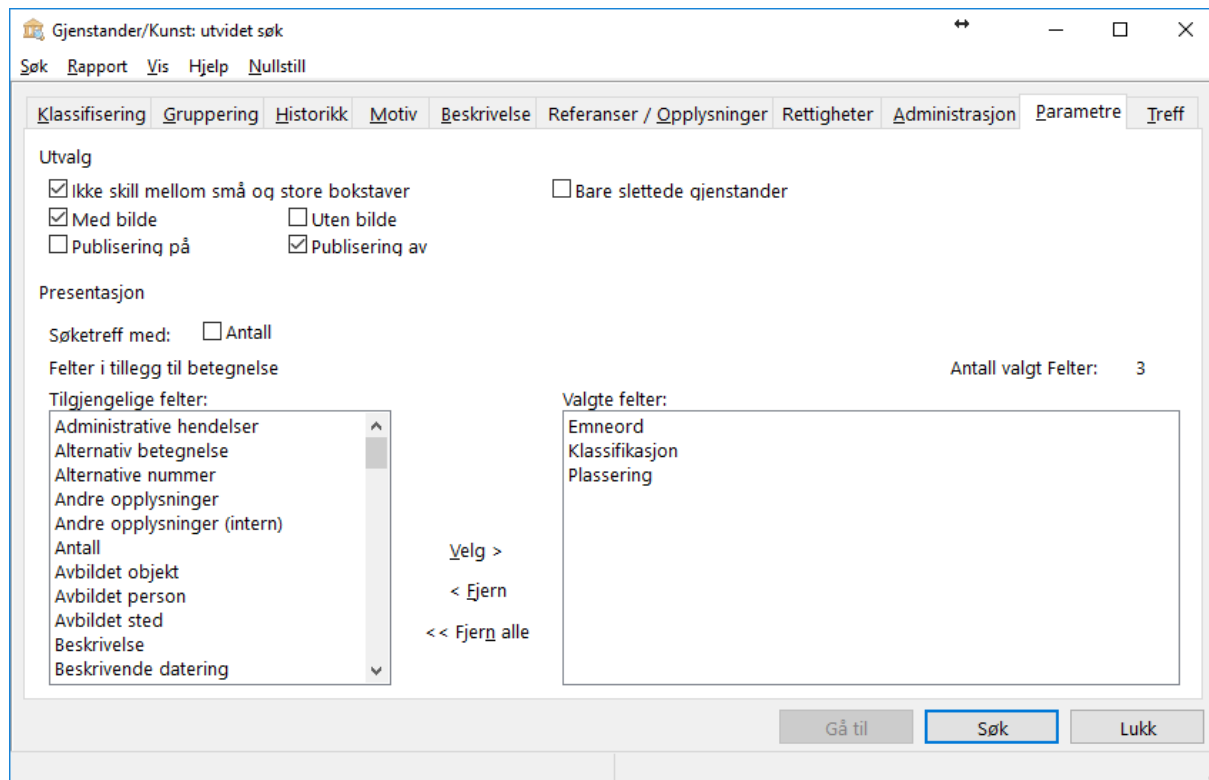 Gjenstander/Kunst: utvidet søk
Søk Rapport Vis Hjelp Nullstill
Klassifisering Gruppering Historikk Motiv Beskrivelse Referanser / Opplysninger Rettigheter Administrasjon Parametre Treff
Utvalg
Ikke skill mellom små og store bokstaver Bare slettede gjenstander
Med bilde Uten bilde
Publisering på Publisering av
Presentasjon
Søketreff med: Antall
Felter i tillegg til betegnelse Antall valgt Felter: 3
Tilgjengelige felter: Valgte felter:
Administrative hendelser Emneord
Alternativ betegnelse Klassifikasjon
Alternative nummer Plassering
Andre opplysninger
Andre opplysninger (intern)
Antall
Velg >
Avbildet objekt
Avbildet person
< Fjern
Avbildet sted
<< Fjern alle
Beskrivelse
Beskrivende datering
Gå til Søk Lukk